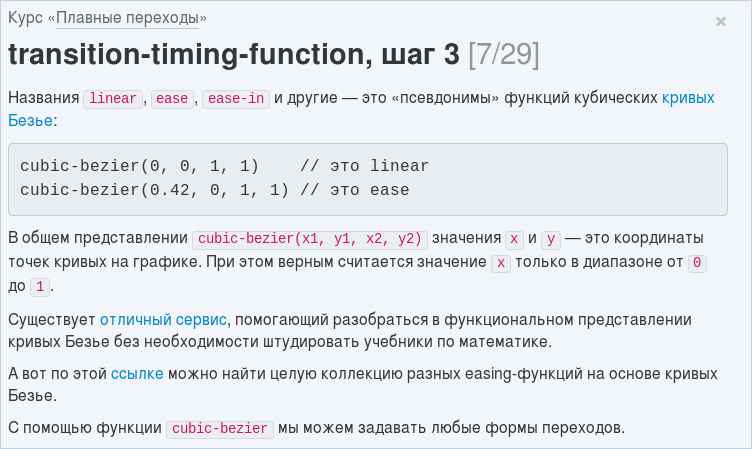 Курс «Плавные переходы»
×
transition-timing-function, шаг 3 [7/29]
Названия linear, ease, ease-in и другие — это «псевдонимы» функций кубических кривых
Безье:
cubic-bezier(0, 0, 1, 1)    // это linear
cubic-bezier(0.42, 0, 1, 1) // это ease
В общем представлении cubic-bezier(x1, y1, x2, y2) значения x и y — это координаты
точек кривых на графике. При этом верным считается значение x только в диапазоне от 0
до 1.
Существует отличный сервис, помогающий разобраться в функциональном представлении
кривых Безье без необходимости штудировать учебники по математике.
А вот по этой ссылке можно найти целую коллекцию разных easing-функций на основе кривых
Безье.
С помощью функции cubic-bezier мы можем задавать любые формы переходов.